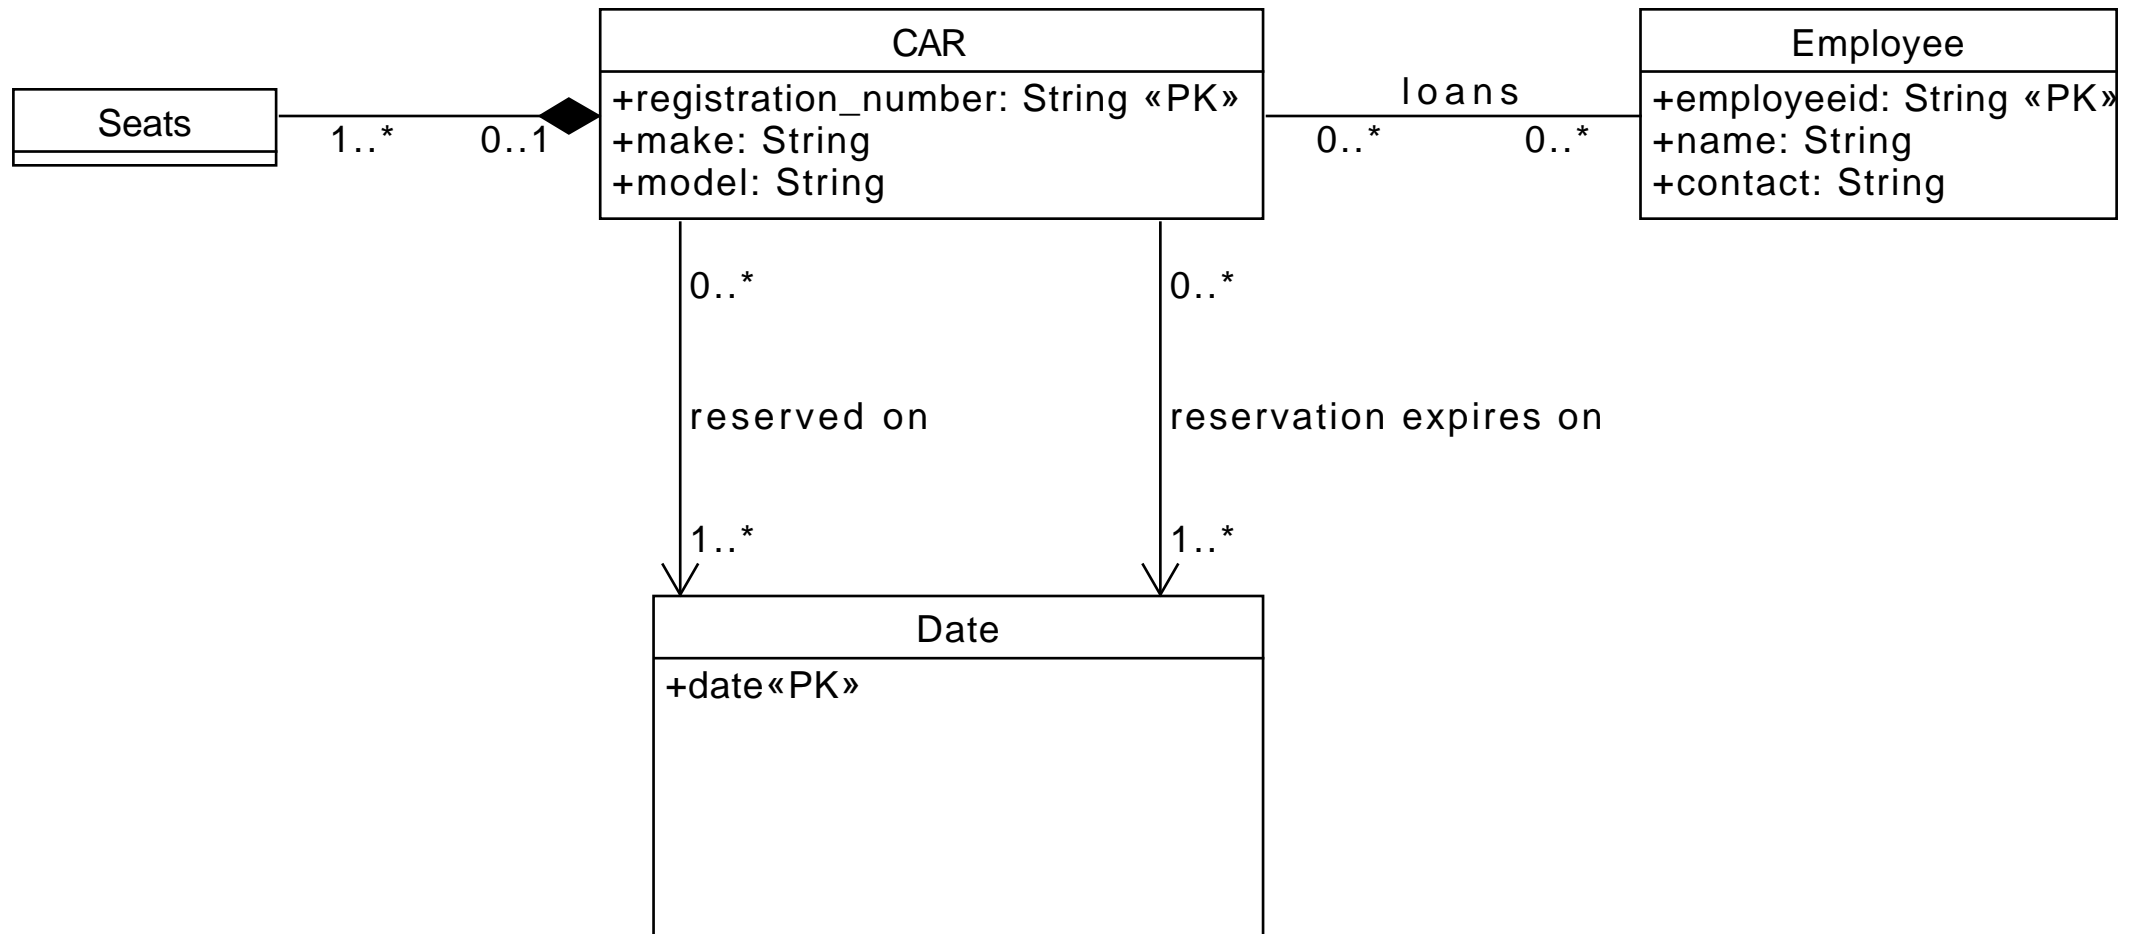 CAR
+registration_number: String «PK»
+make: String
+model: String
Employee
+employeeid: String «PK»
+name: String
+contact: String
Seats
1..*
0..1
loans
0..*
0..*
0..*
0..*
reserved on
reservation expires on
1..*
1..*
Date
+date«PK»